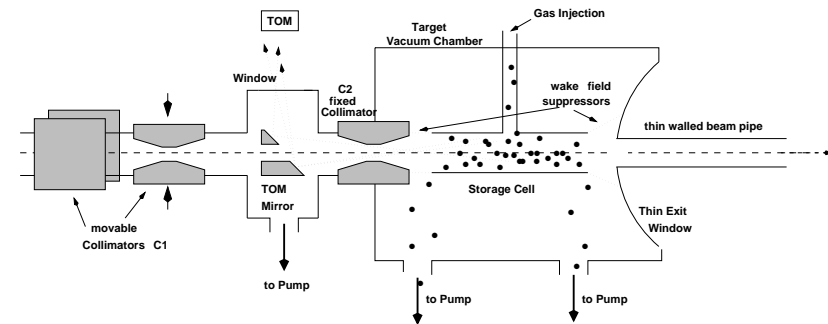 Gas Injection
TOM
Target
Vacuum Chamber
Window
C2
fixed
Collimator
wake field
suppressors
thin walled beam pipe
TOM
Mirror
Storage Cell
Thin Exit
Window
movable
Collimators C1
to Pump
to Pump
to Pump